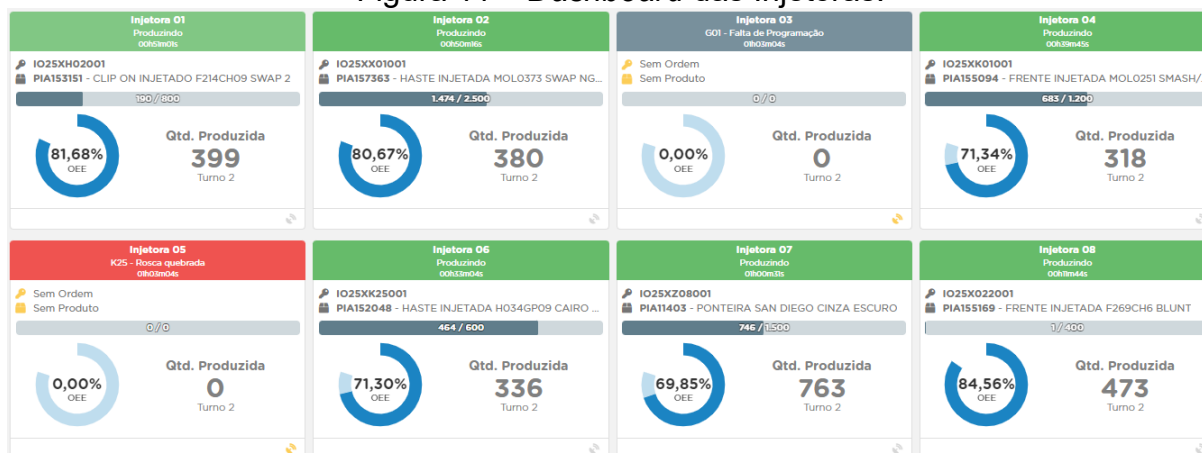 Injetora 01
Produzindo
00h51m01s
IO25XH02001
PIA153151 - CLIP ON INJETADO F214CH09 SWAP 2
190 / 800
81,68%
OEE
Qtd. Produzida
399
Turno 2
Injetora 02
Produzindo
00h50m16s
IO25XX01001
PIA157363 - HASTE INJETADA MOL0373 SWAP NG...
1.474 / 2.500
80,67%
OEE
Qtd. Produzida
380
Turno 2
Injetora 03
G01 - Falta de Programação
01h03m04s
Sem Ordem
Sem Produto
0 / 0
0,00%
OEE
Qtd. Produzida
0
Turno 2
Injetora 04
Produzindo
00h39m45s
IO25XK01001
PIA155094 - FRENTE INJETADA MOL0251 SMASH/
683 / 1.200
71,34%
OEE
Qtd. Produzida
318
Turno 2
Injetora 05
K25 - Rosca quebrada
01h03m04s
Sem Ordem
Sem Produto
0 / 0
0,00%
OEE
Qtd. Produzida
0
Turno 2
Injetora 06
Produzindo
00h33m04s
IO25XK25001
PIA152048 - HASTE INJETADA H034GP09 CAIRO ...
464 / 600
71,30%
OEE
Qtd. Produzida
336
Turno 2
Injetora 07
Produzindo
01h00m31s
IO25XZ08001
PIA11403 - PONTEIRA SAN DIEGO CINZA ESCURO
746 / 1.500
69,85%
OEE
Qtd. Produzida
763
Turno 2
Injetora 08
Produzindo
00h11m44s
IO25X022001
PIA155169 - FRENTE INJETADA F269CH6 BLUNT
1 / 400
84,56%
OEE
Qtd. Produzida
473
Turno 2